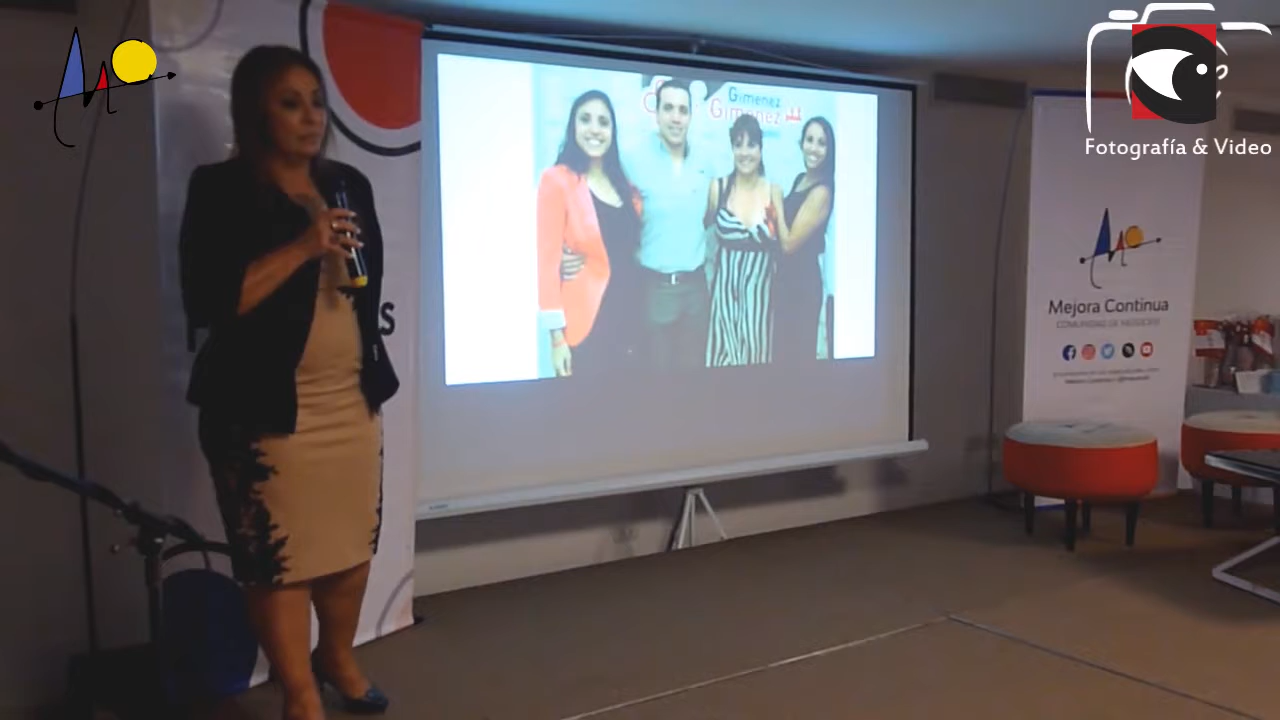 Fotografía & Video
Gimenez
Gimenez
Mejora Continua
COMUNIDAD DE NEGOCIOS